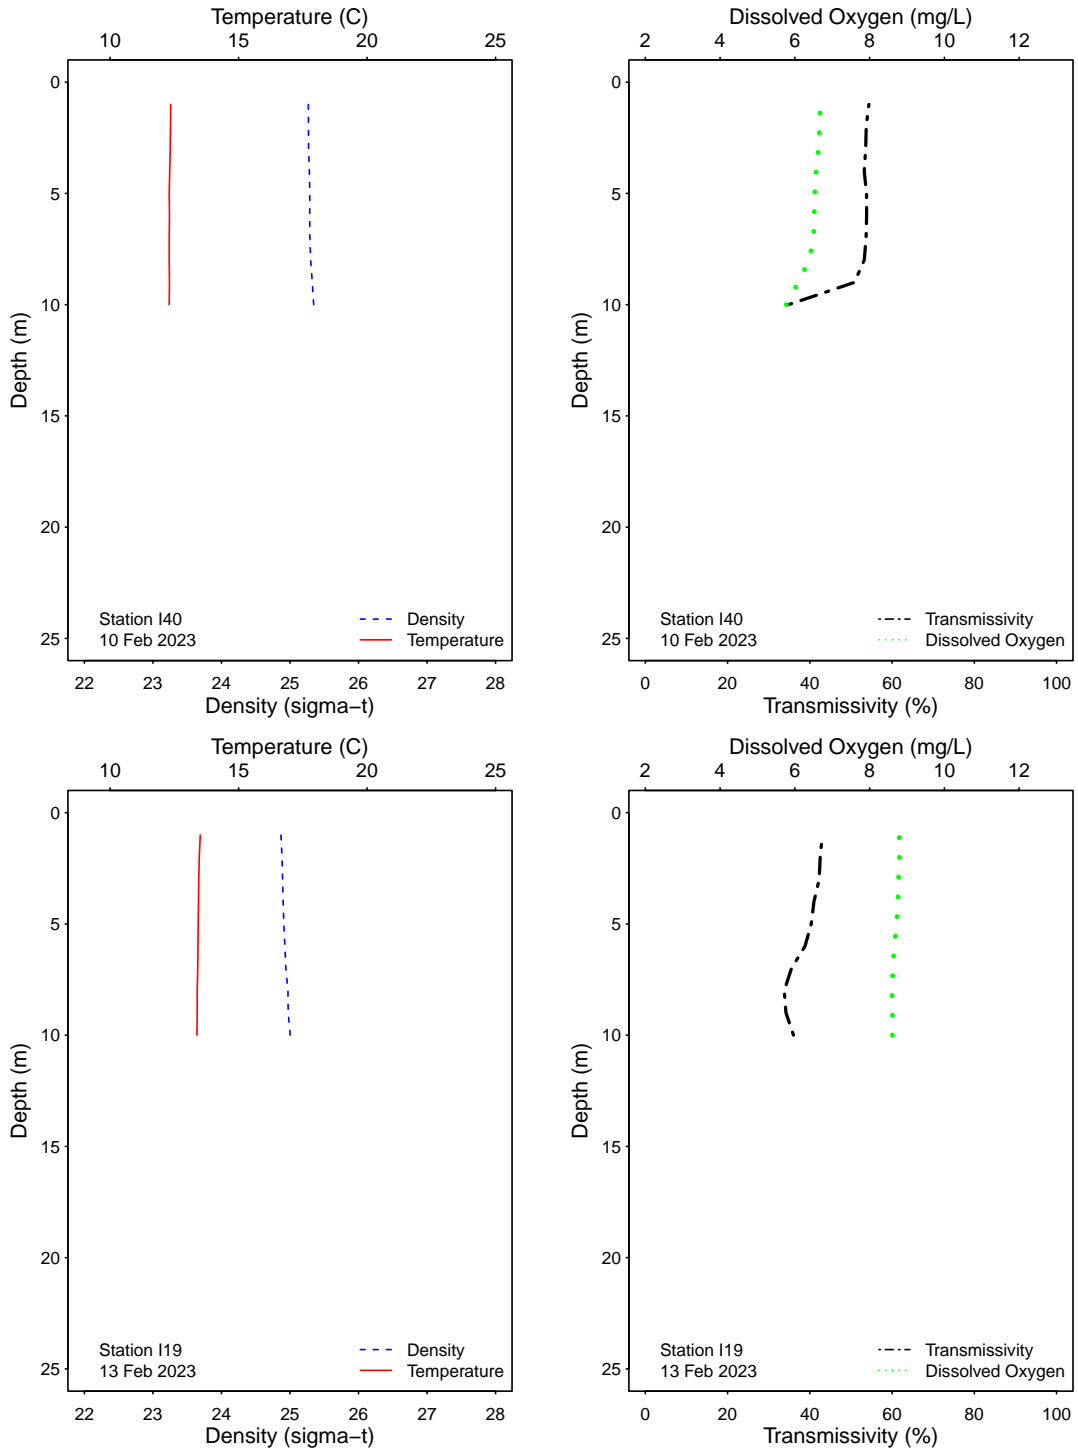 Temperature (C)
10 15 20 25
0
5
10
15
20
25
Depth (m)
Station I40
10 Feb 2023
Density
Temperature
22 23 24 25 26 27 28
Density (sigma−t)
Dissolved Oxygen (mg/L)
2 4 6 8 10 12
0
5
10
15
20
25
Depth (m)
Station I40
10 Feb 2023
Transmissivity
Dissolved Oxygen
0 20 40 60 80 100
Transmissivity (%)
Temperature (C)
10 15 20 25
0
5
10
15
20
25
Depth (m)
Station I19
13 Feb 2023
Density
Temperature
22 23 24 25 26 27 28
Density (sigma−t)
Dissolved Oxygen (mg/L)
2 4 6 8 10 12
0
5
10
15
20
25
Depth (m)
Station I19
13 Feb 2023
Transmissivity
Dissolved Oxygen
0 20 40 60 80 100
Transmissivity (%)